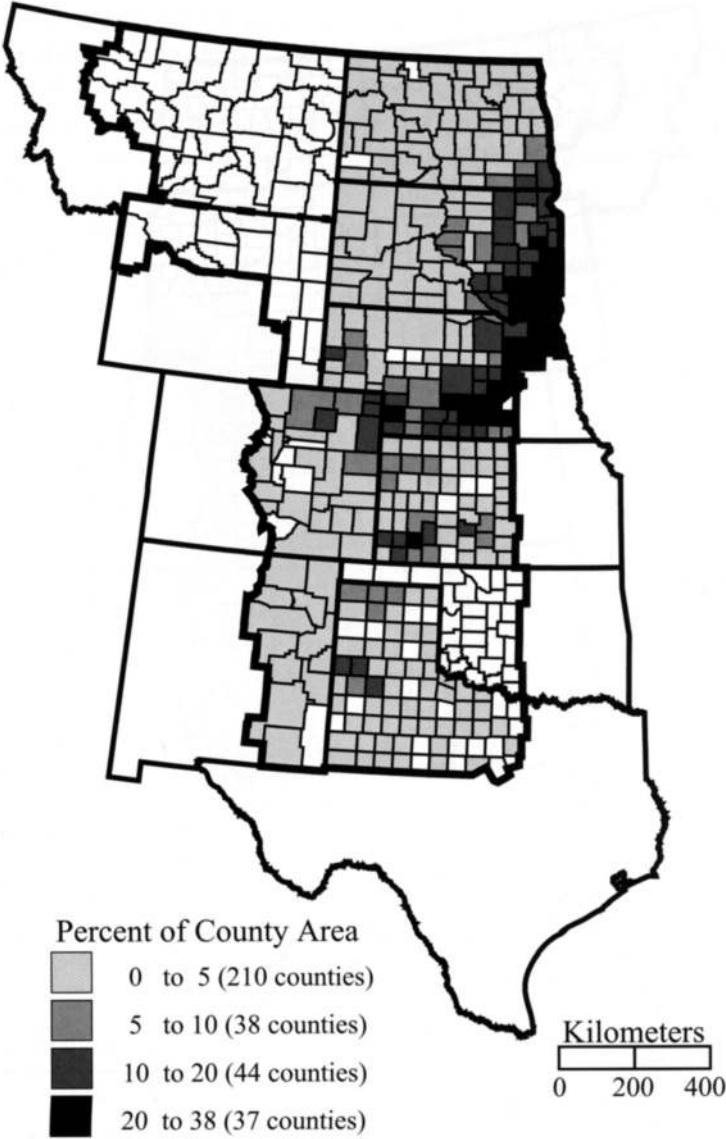 Percent of County Area
0 to 5 (210 counties)
5 to 10 (38 counties)
10 to 20 (44 counties)
20 to 38 (37 counties)
Kilometers
0 200 400